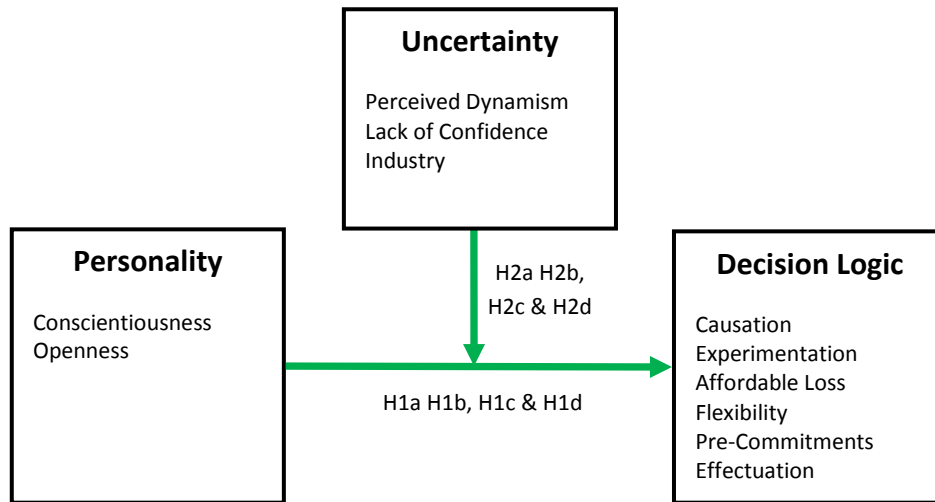 Uncertainty
Perceived Dynamism
Lack of Confidence
Industry
Personality
Conscientiousness
Openness
H2a H2b,
H2c & H2d
H1a H1b, H1c & H1d
Decision Logic
Causation
Experimentation
Affordable Loss
Flexibility
Pre-Commitments
Effectuation